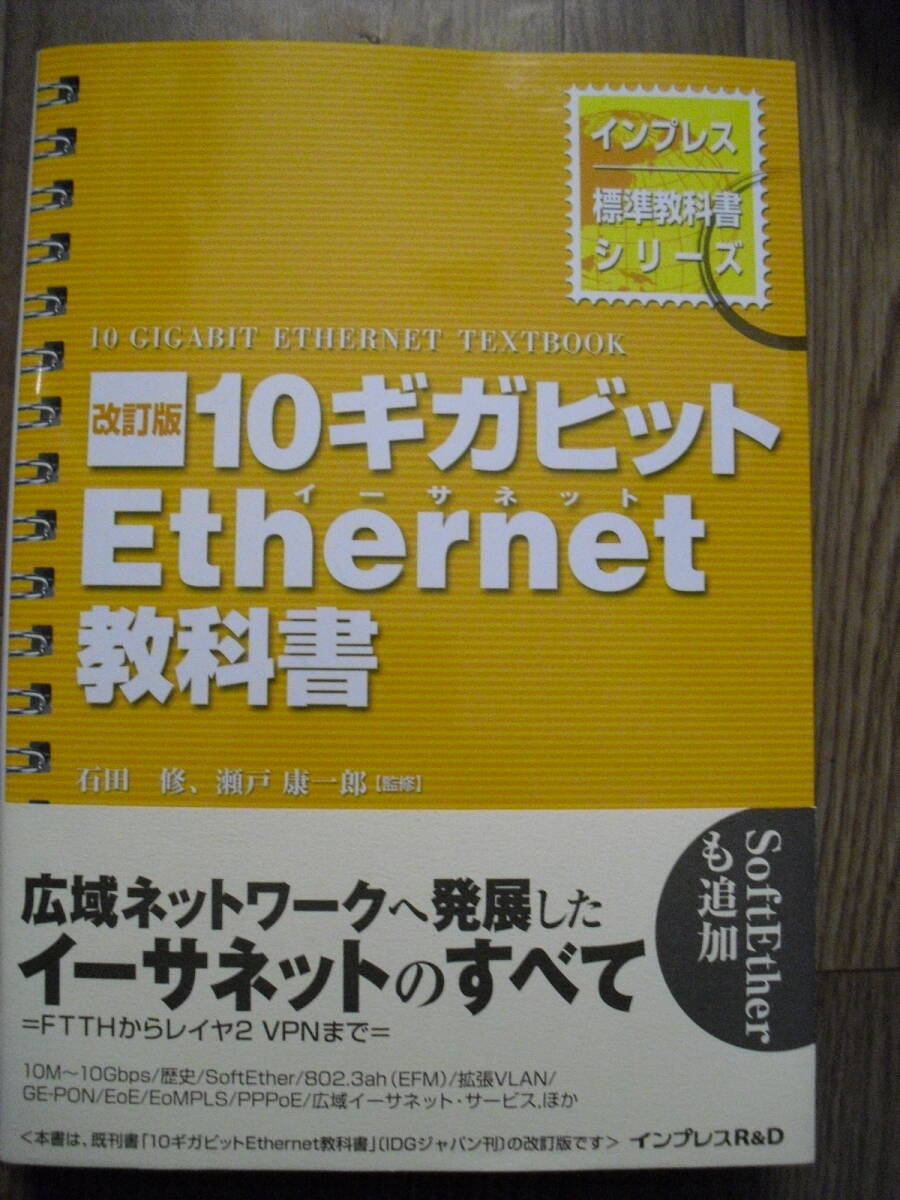 インプレス
標準教科書
シリーズ
10 GIGABIT ETHERNET TEXTBOOK
改訂版
10ギガビット
イーサネット
Ethernet
教科書
石田 修、瀬戸 康一郎【監修】
SoftEther
も追加
広域ネットワークへ発展した
イーサネットのすべて
=FTTHからレイヤ2 VPNまで=
10M〜10Gbps/歴史/SoftEther/802.3ah(EFM)/拡張VLAN/
GE-PON/EoE/EoMPLS/PPPoE/広域イーサネット・サービス,ほか
<本書は、既刊書「10ギガビットEthernet教科書」(IDGジャパン刊)の改訂版です> インプレスR&D